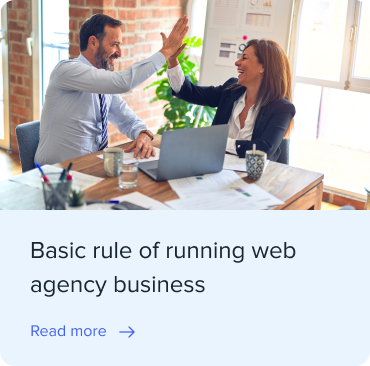 Basic rule of running web
agency business
Read more →